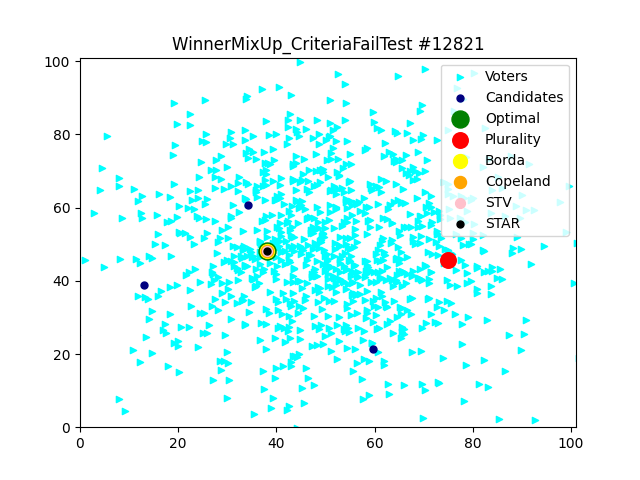 WinnerMixUp_CriteriaFailTest #12821
100
80
60
40
20
0
0
20
40
60
80
100
Voters
Candidates
Optimal
Plurality
Borda
Copeland
STV
STAR